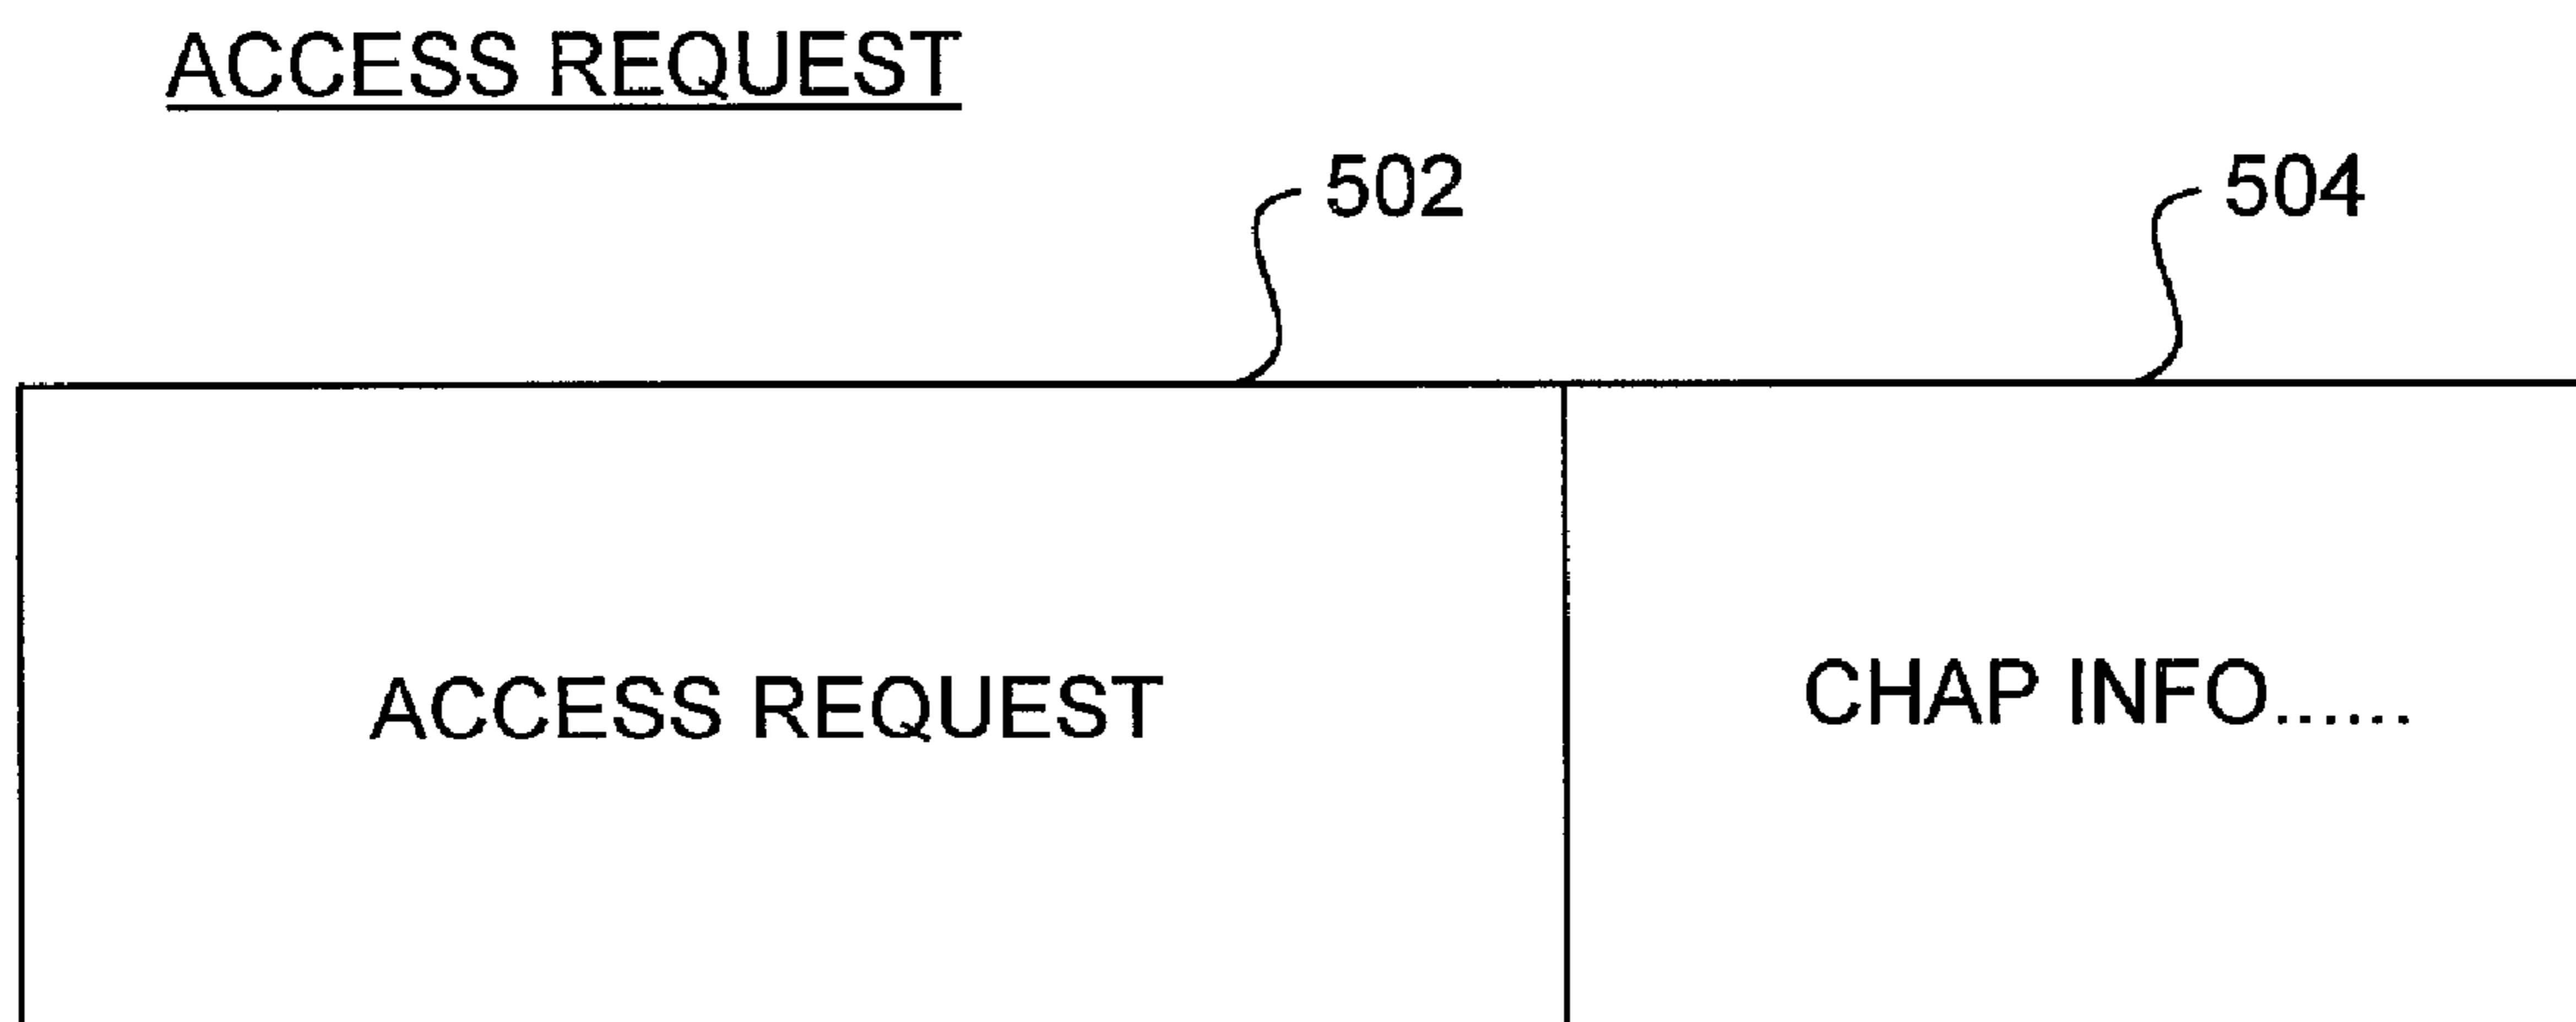 ACCESS REQUEST
502
504
ACCESS REQUEST
CHAP INFO......